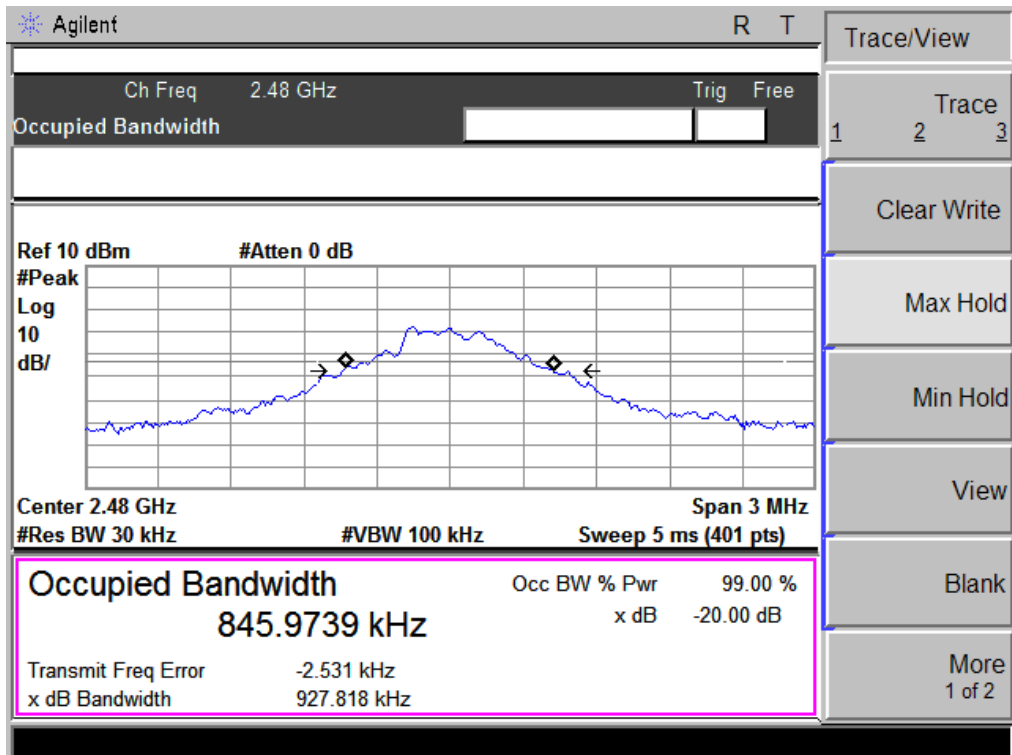 Agilent R T
Ch Freq 2.48 GHz Trig Free
Occupied Bandwidth
Ref 10 dBm #Atten 0 dB
#Peak
Log
10
dB/
Center 2.48 GHz Span 3 MHz
#Res BW 30 kHz #VBW 100 kHz Sweep 5 ms (401 pts)
Occupied Bandwidth Occ BW % Pwr 99.00 %
845.9739 kHz x dB -20.00 dB
Transmit Freq Error -2.531 kHz
x dB Bandwidth 927.818 kHz
Trace/View
Trace
1 2 3
Clear Write
Max Hold
Min Hold
View
Blank
More
1 of 2